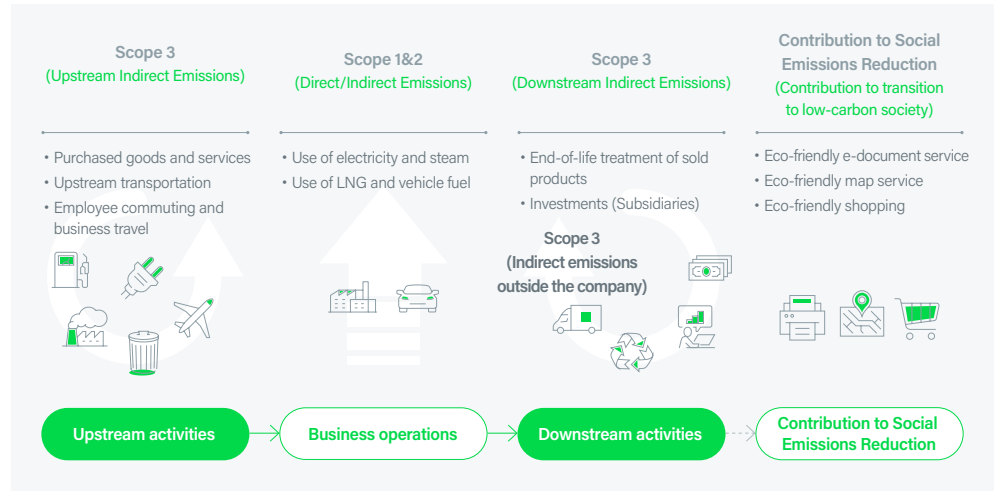 Scope 3
(Upstream Indirect Emissions)
• Purchased goods and services
• Upstream transportation
• Employee commuting and
business travel
Scope 1&2
(Direct/Indirect Emissions)
• Use of electricity and steam
• Use of LNG and vehicle fuel
Scope 3
(Downstream Indirect Emissions)
• End-of-life treatment of sold
products
• Investments (Subsidiaries)
Scope 3
(Indirect emissions
outside the company)
Contribution to Social
Emissions Reduction
(Contribution to transition
to low-carbon society)
• Eco-friendly e-document service
• Eco-friendly map service
• Eco-friendly shopping
Upstream activities
Business operations
Downstream activities
Contribution to Social
Emissions Reduction